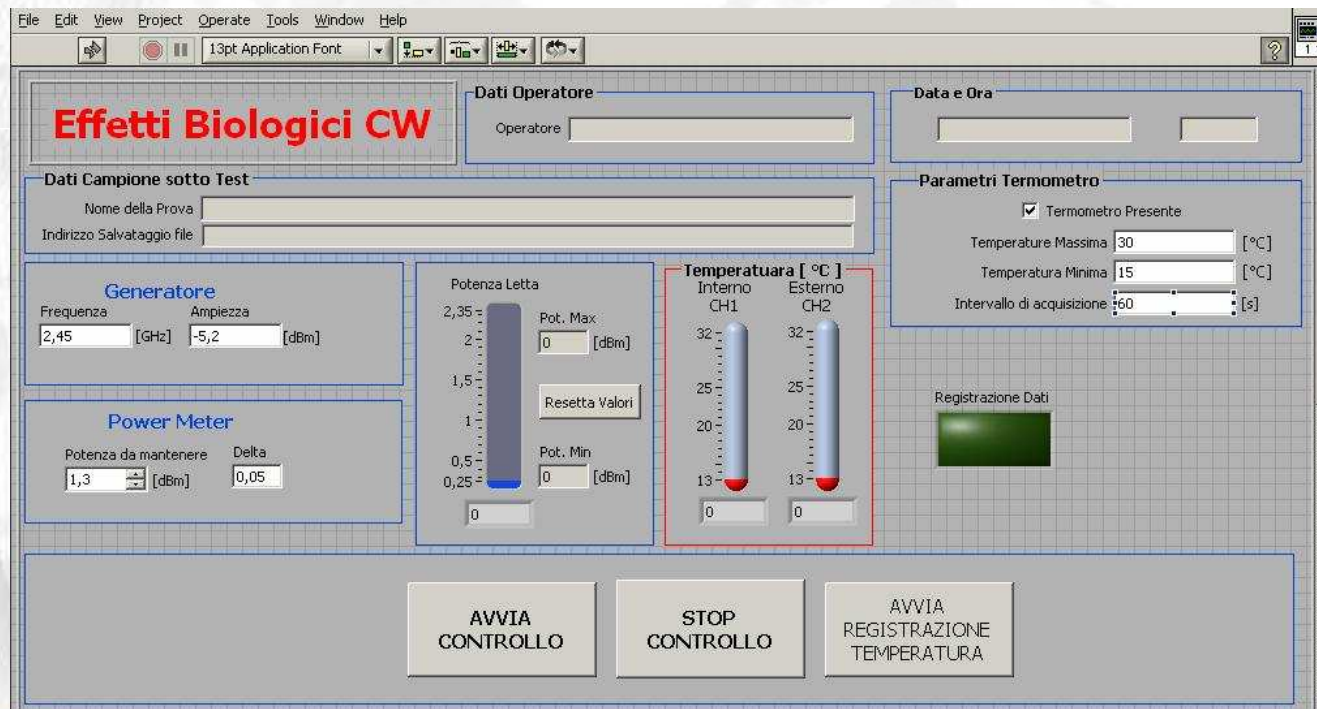 File Edit View Project Operate Tools Window Help
13pt Application Font
?
1
Effetti Biologici CW
Dati Operatore
Operatore
Data e Ora
Dati Campione sotto Test
Nome della Prova
Indirizzo Salvataggio file
Parametri Termometro
Termometro Presente
Temperature Massima 30 [°C]
Temperatura Minima 15 [°C]
Intervallo di acquisizione 60 [s]
Generatore
Frequenza Ampiezza
2,45 [GHz] -5,2 [dBm]
Power Meter
Potenza da mantenere Delta
1,3 [dBm] 0,05
Potenza Letta
2,35
2
1,5
1
0,5
0,25
0
Pot. Max
0 [dBm]
Resetta Valori
Pot. Min
0 [dBm]
Temperatuara [ °C ]
Interno Esterno
CH1 CH2
32 32
25 25
20 20
13 13
0 0
Registrazione Dati
AVVIA
CONTROLLO
STOP
CONTROLLO
AVVIA
REGISTRAZIONE
TEMPERATURA